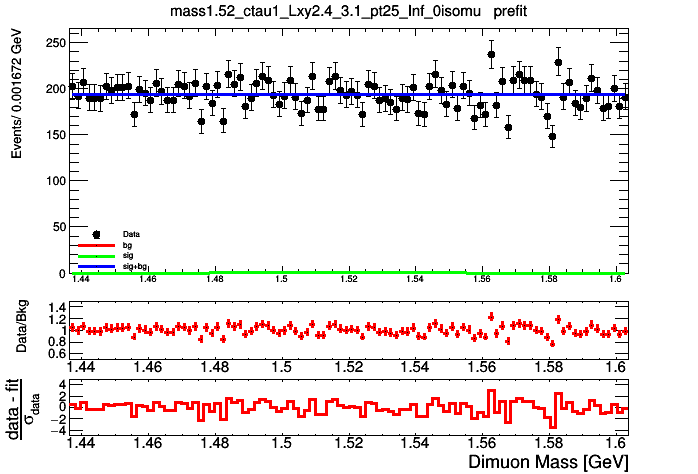 mass1.52_ctau1_Lxy2.4_3.1_pt25_Inf_0isomu prefit
Events/ 0.001672 GeV
250
200
150
100
50
0
Data
bg
sig
sig+bg
1.44 1.46 1.48 1.5 1.52 1.54 1.56 1.58 1.6
Data/Bkg
1.4
1.2
1.0
0.8
0.6
1.44 1.46 1.48 1.5 1.52 1.54 1.56 1.58 1.6
data - fit
σdata
4
2
0
−2
−4
1.44 1.46 1.48 1.5 1.52 1.54 1.56 1.58 1.6
Dimuon Mass [GeV]